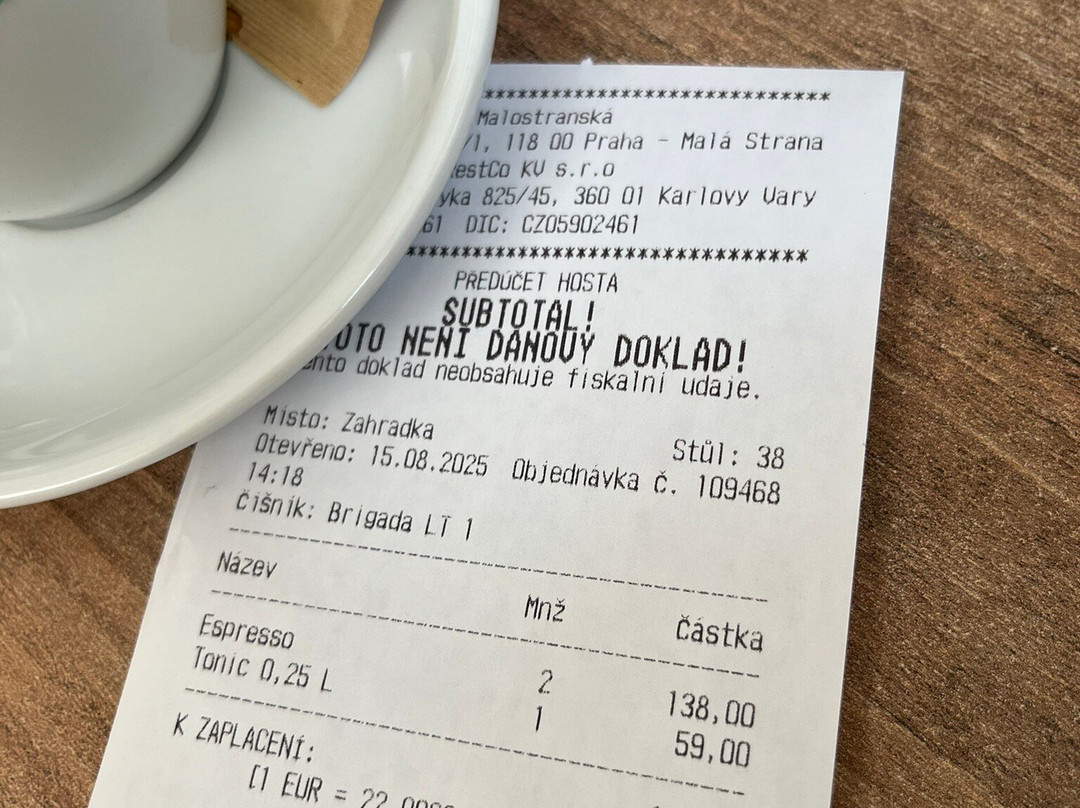 ******************************
Malostranská
/1, 118 00 Praha - Malá Strana
estCo KV s.r.o
yka 825/45, 360 01 Karlovy Vary
61 DIC: CZ05902461
***********************************
PŘEDÚČET HOSTA
SUBTOTAL!
TOTO NENÍ DAŇOVÝ DOKLAD!
ento doklad neobsahuje fiskalní udaje.
Místo: Zahradka
Stůl: 38
Otevřeno: 15.08.2025 Objednávka č. 109468
14:18
Číšník: Brigada LT 1
Název Mnž Částka
Espresso 2 138,00
Tonic 0,25 L 1 59,00
K ZAPLACENÍ:
[1 EUR = 22